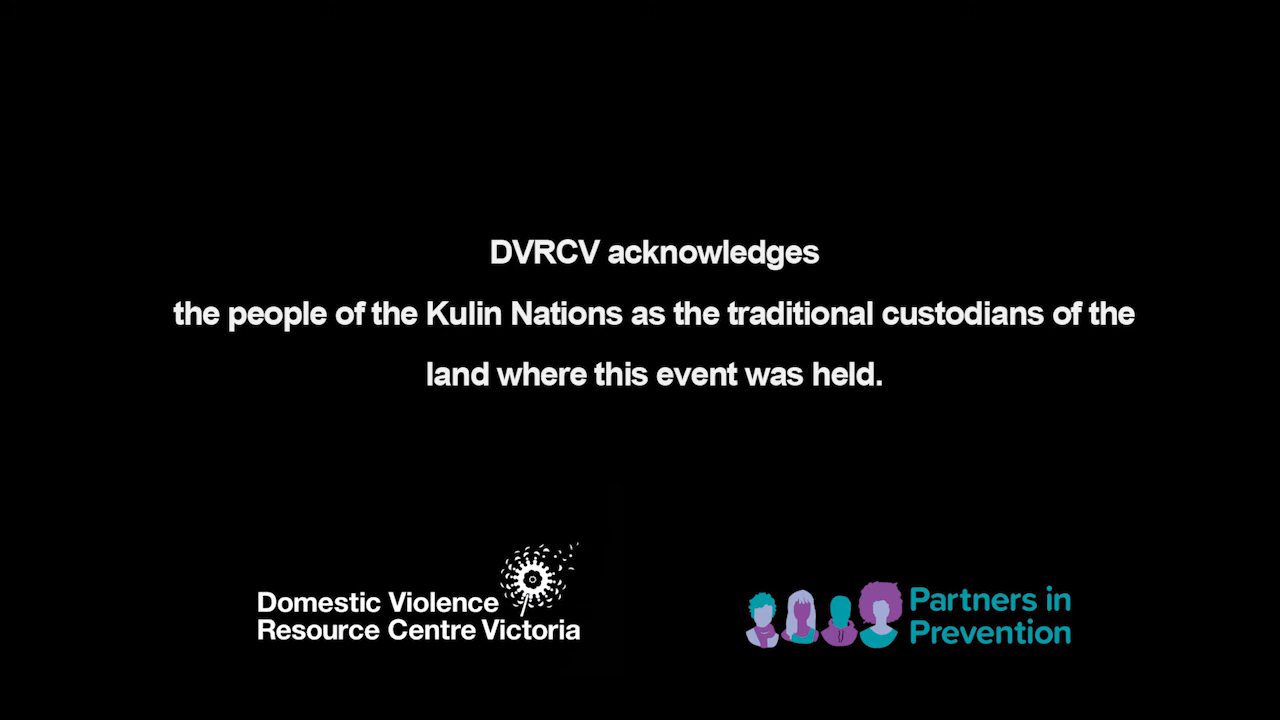 DVRCV acknowledges
the people of the Kulin Nations as the traditional custodians of the
land where this event was held.
Domestic Violence
Resource Centre Victoria
Partners in
Prevention